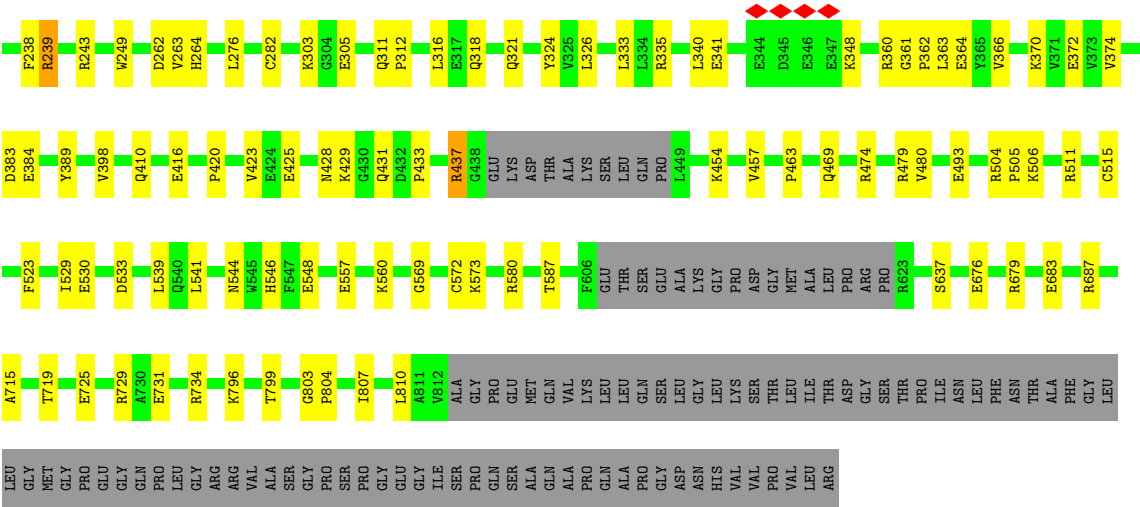 F238 R239 R243 W249 D262 V263 H264 L276 C282 K303 G304 E305 Q311 P312 L316 E317 Q318 Q321 Y324 V325 L326 L333 L334 R335 L340 E341 E344 D345 E346 E347 K348 R360 G361 P362 L363 E364 Y365 V366 K370 V371 E372 V373 V374
D383 E384 Y389 V398 Q410 E416 P420 V423 E424 E425 N428 K429 G430 Q431 D432 P433 R437 G438 GLU LYS ASP THR ALA LYS SER LEU GLN PRO L449 K454 V457 P463 Q469 R474 R479 V480 E493 R504 P505 K506 R511 C515
F523 I529 E530 D533 L539 Q540 L541 N544 W545 H546 F547 E548 E557 K560 G569 C572 K573 R580 T587 F606 GLU THR SER GLU ALA LYS GLY PRO ASP GLY MET ALA LEU PRO ARG PRO R623 S637 E676 R679 E683 R687
A715 T719 E725 R729 A730 E731 R734 K796 T799 G803 P804 I807 L810 A811 V812 ALA GLY PRO GLU MET GLN VAL LYS LEU LEU GLN SER LEU GLY LEU LYS SER THR LEU ILE THR ASP GLY SER THR PRO ILE ASN LEU PHE ASN THR ALA PHE GLY LEU
LEU GLY MET GLY PRO GLU GLY GLN PRO LEU GLY ARG ARG VAL ALA SER GLY PRO SER PRO GLY GLU GLY ILE SER PRO GLN SER ALA GLN ALA PRO GLN ALA PRO GLY ASP ASN HIS VAL VAL PRO VAL LEU ARG